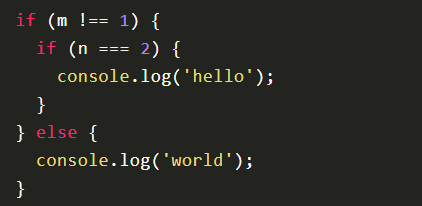 if (m !== 1) {
  if (n === 2) {
    console.log('hello');
  }
} else {
  console.log('world');
}